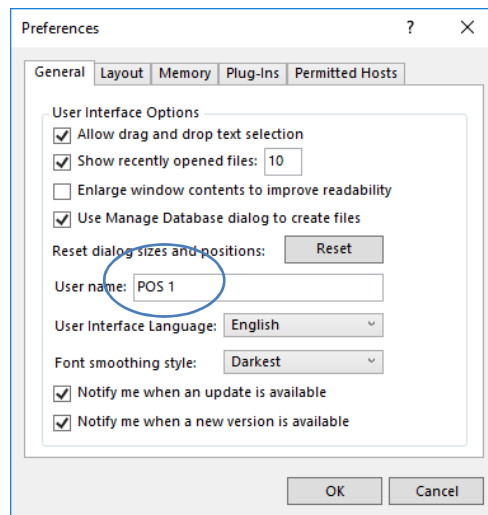 Preferences ?
General Layout Memory Plug-Ins Permitted Hosts
User Interface Options
Allow drag and drop text selection
Show recently opened files: 10
Enlarge window contents to improve readability
Use Manage Database dialog to create files
Reset dialog sizes and positions: Reset
User name: POS 1
User Interface Language: English
Font smoothing style: Darkest
Notify me when an update is available
Notify me when a new version is available
OK Cancel